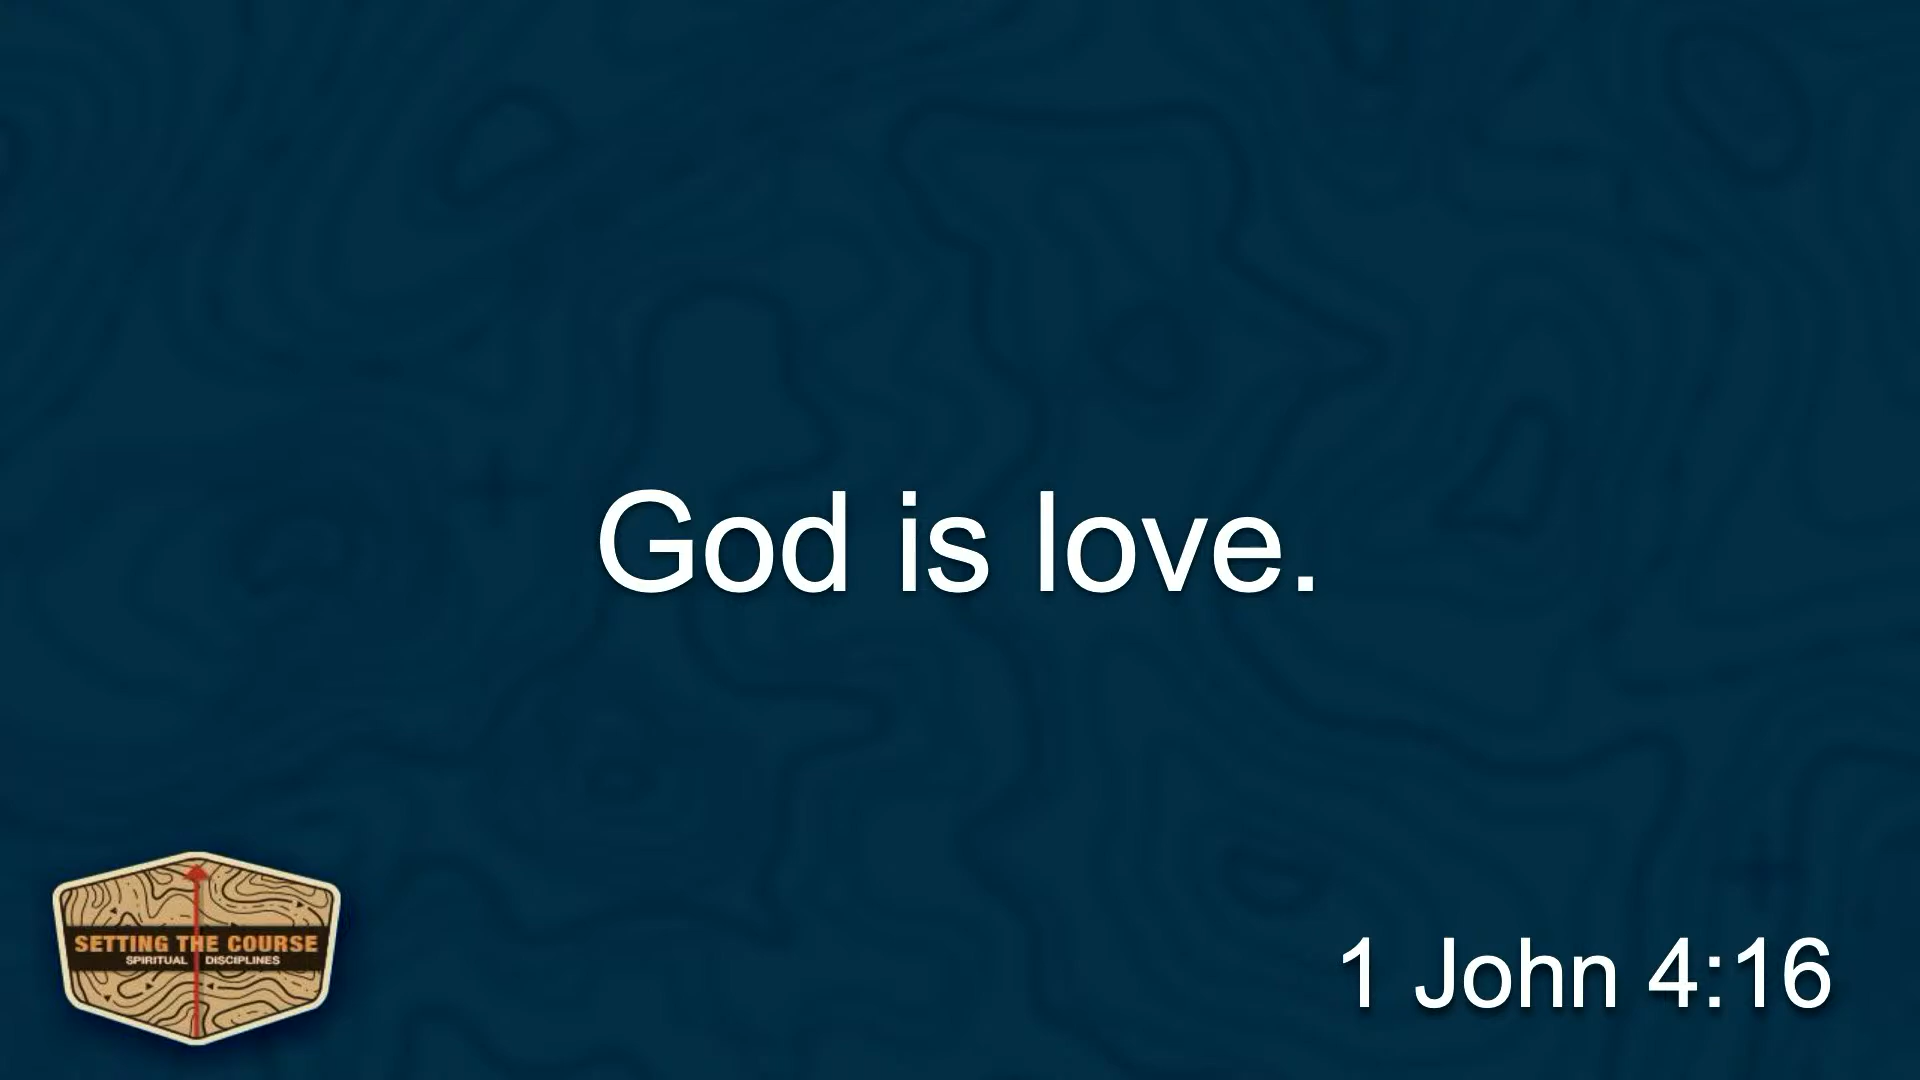 God is love.
SETTING THE COURSE
SPIRITUAL DISCIPLINES
1 John 4:16